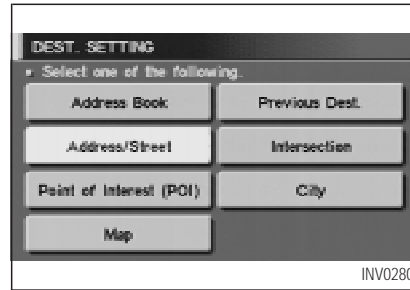 DEST. SETTING
Select one of the following.
Address Book
Previous Dest.
Address/Street
Intersection
Point of Interest (POI)
City
Map
INV0280